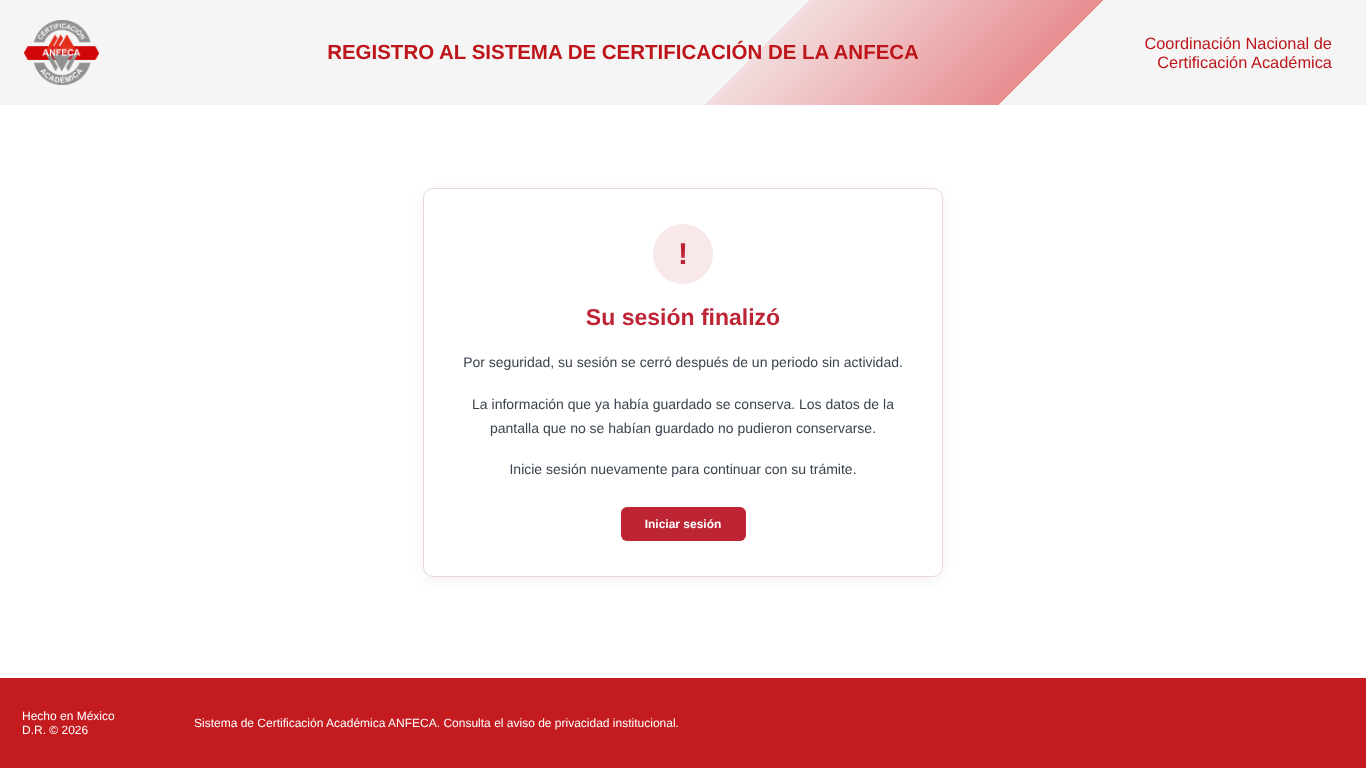 CERTIFICACIÓN
ANFECA
ACADÉMICA
REGISTRO AL SISTEMA DE CERTIFICACIÓN DE LA ANFECA
Coordinación Nacional de
Certificación Académica
!
Su sesión finalizó
Por seguridad, su sesión se cerró después de un periodo sin actividad.
La información que ya había guardado se conserva. Los datos de la
pantalla que no se habían guardado no pudieron conservarse.
Inicie sesión nuevamente para continuar con su trámite.
Iniciar sesión
Hecho en México
D.R. © 2026
Sistema de Certificación Académica ANFECA. Consulta el aviso de privacidad institucional.